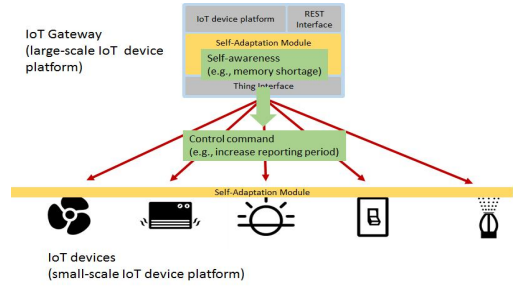 IoT Gateway
(large-scale IoT device
platform)
IoT device platform
REST
Interface
Self-Adaptation Module
Self-awareness
(e.g., memory shortage)
Thing Interface
Control command
(e.g., increase reporting period)
Self-Adaptation Module
IoT devices
(small-scale IoT device platform)